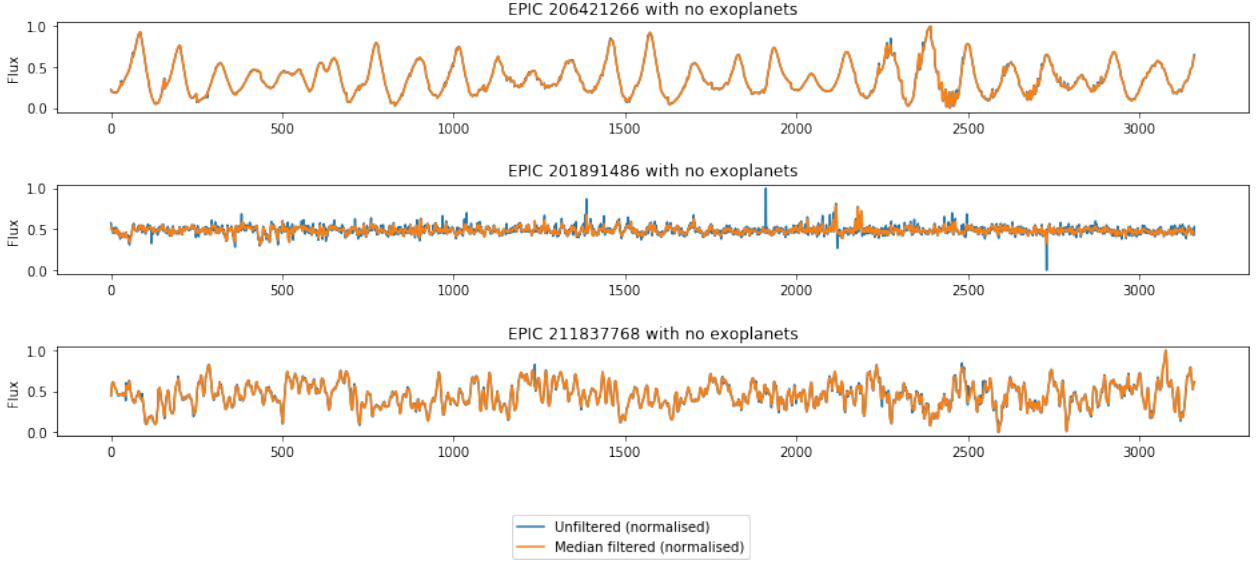 EPIC 206421266 with no exoplanets
1.0
0.5
0.0
Flux
0 500 1000 1500 2000 2500 3000
EPIC 201891486 with no exoplanets
1.0
0.5
0.0
Flux
0 500 1000 1500 2000 2500 3000
EPIC 211837768 with no exoplanets
1.0
0.5
0.0
Flux
0 500 1000 1500 2000 2500 3000
Unfiltered (normalised)
Median filtered (normalised)